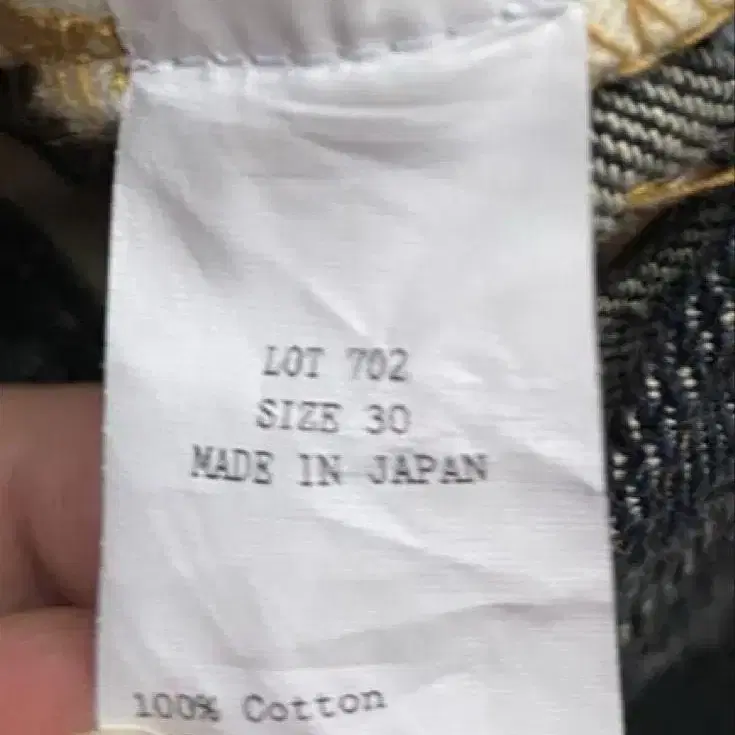 LOT 702
SIZE 30
MADE IN JAPAN
100% Cotton